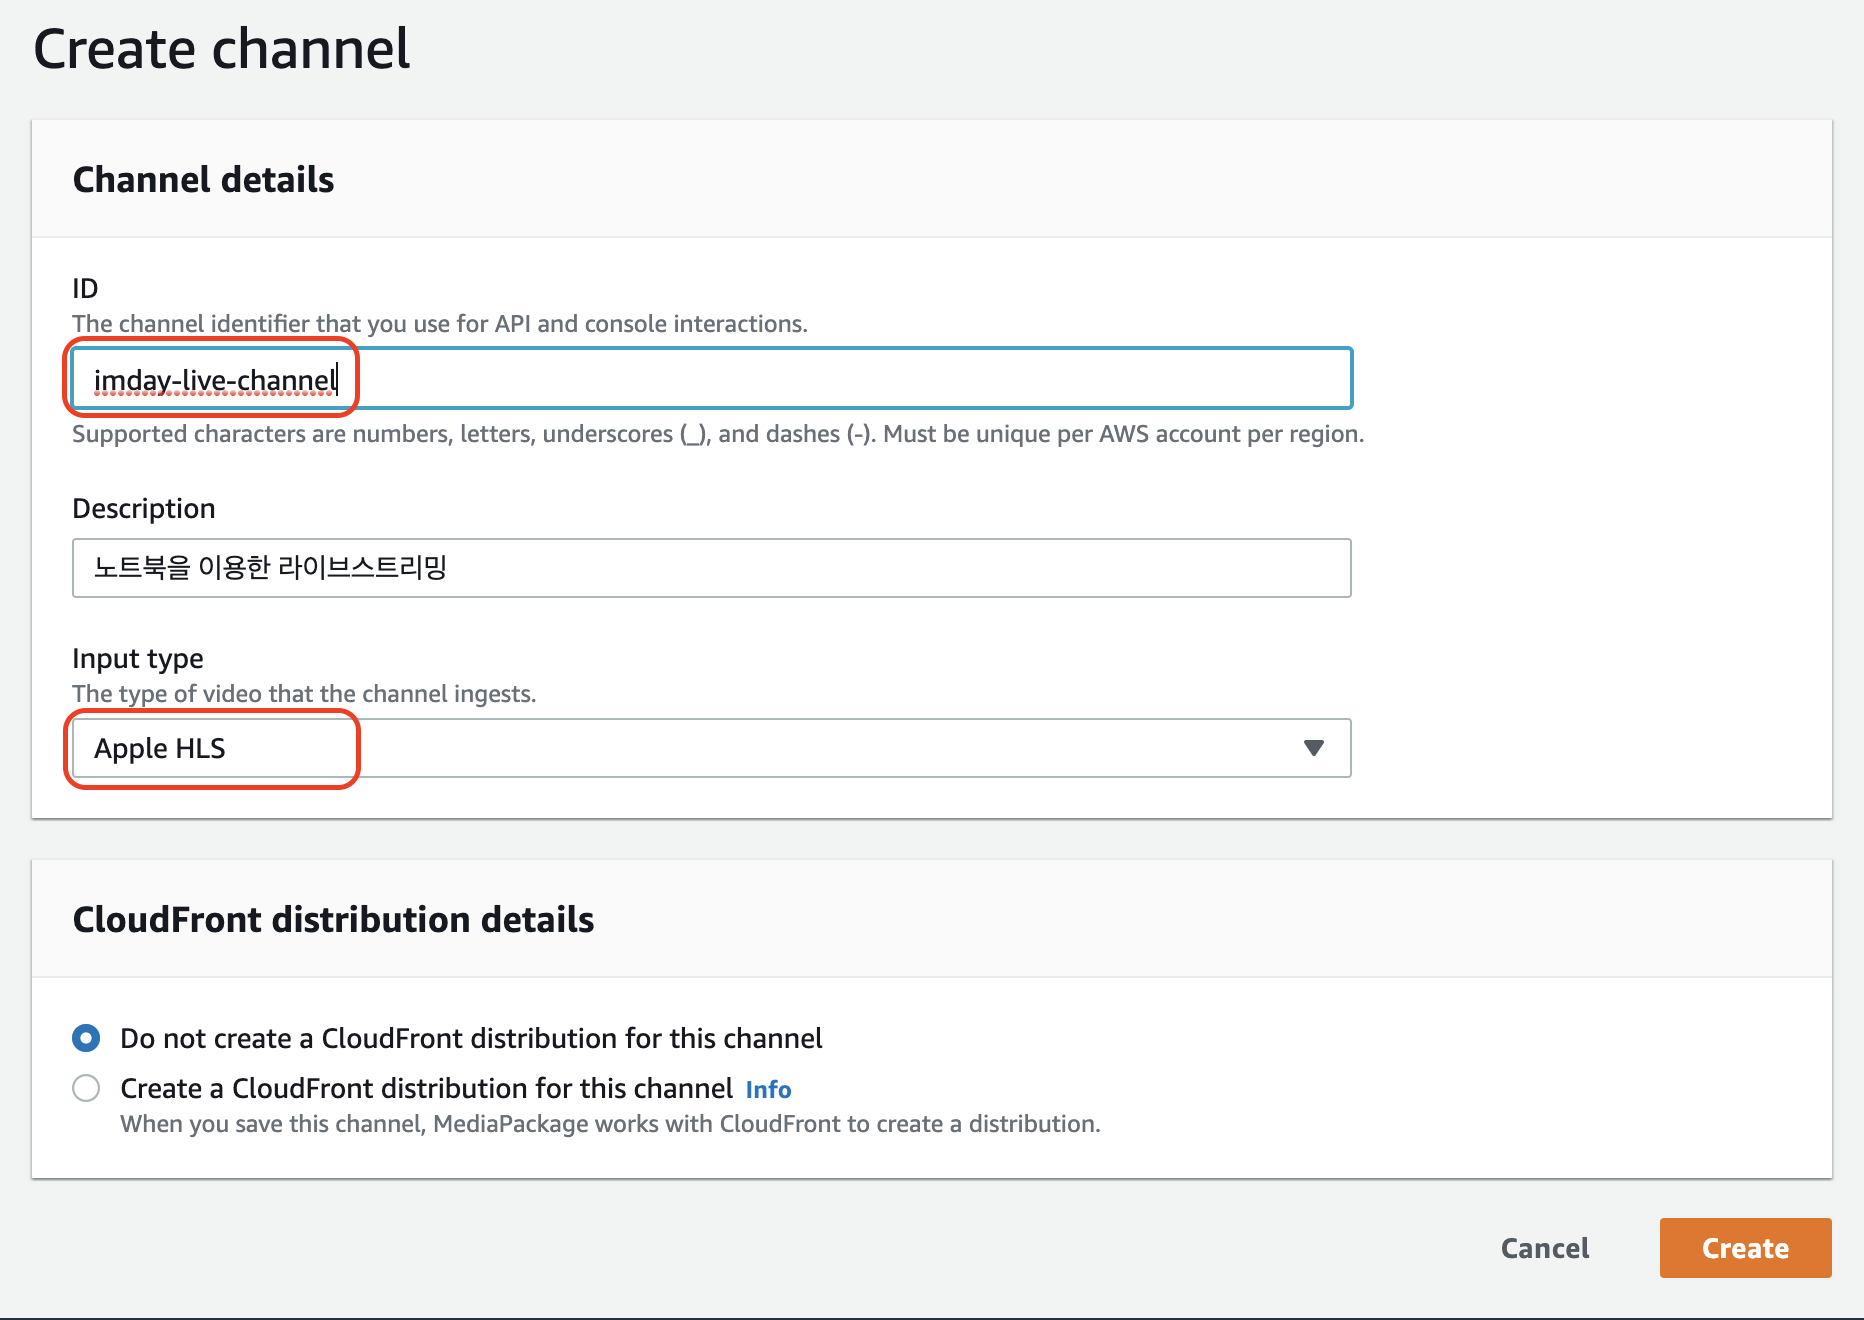 Create channel
Channel details
ID
The channel identifier that you use for API and console interactions.
imday-live-channel
Supported characters are numbers, letters, underscores (_), and dashes (-). Must be unique per AWS account per region.
Description
노트북을 이용한 라이브스트리밍
Input type
The type of video that the channel ingests.
Apple HLS
CloudFront distribution details
Do not create a CloudFront distribution for this channel
Create a CloudFront distribution for this channel Info
When you save this channel, MediaPackage works with CloudFront to create a distribution.
Cancel Create